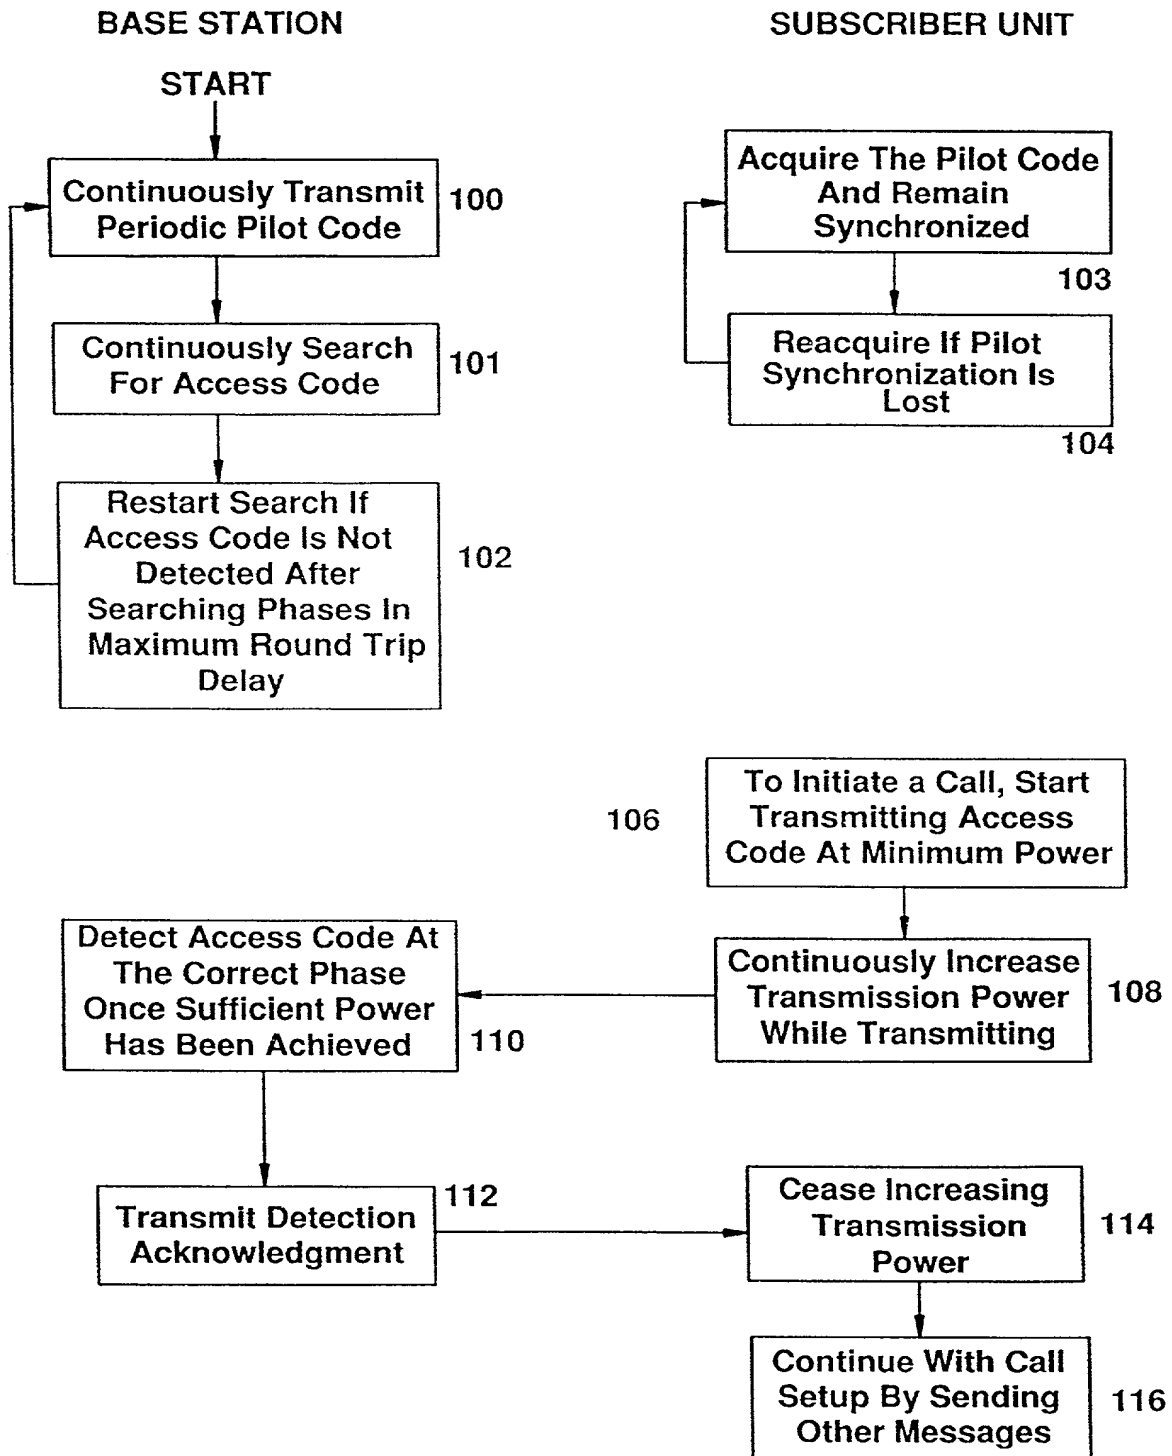 BASE STATION
SUBSCRIBER UNIT
START
Continuously Transmit
Periodic Pilot Code
100
Continuously Search
For Access Code
101
Restart Search If
Access Code Is Not
Detected After
Searching Phases In
Maximum Round Trip
Delay
102
Acquire The Pilot Code
And Remain
Synchronized
103
Reacquire If Pilot
Synchronization Is
Lost
104
106
To Initiate a Call, Start
Transmitting Access
Code At Minimum Power
Continuously Increase
Transmission Power
While Transmitting
108
Detect Access Code At
The Correct Phase
Once Sufficient Power
Has Been Achieved
110
112
Transmit Detection
Acknowledgment
Cease Increasing
Transmission
Power
114
Continue With Call
Setup By Sending
Other Messages
116